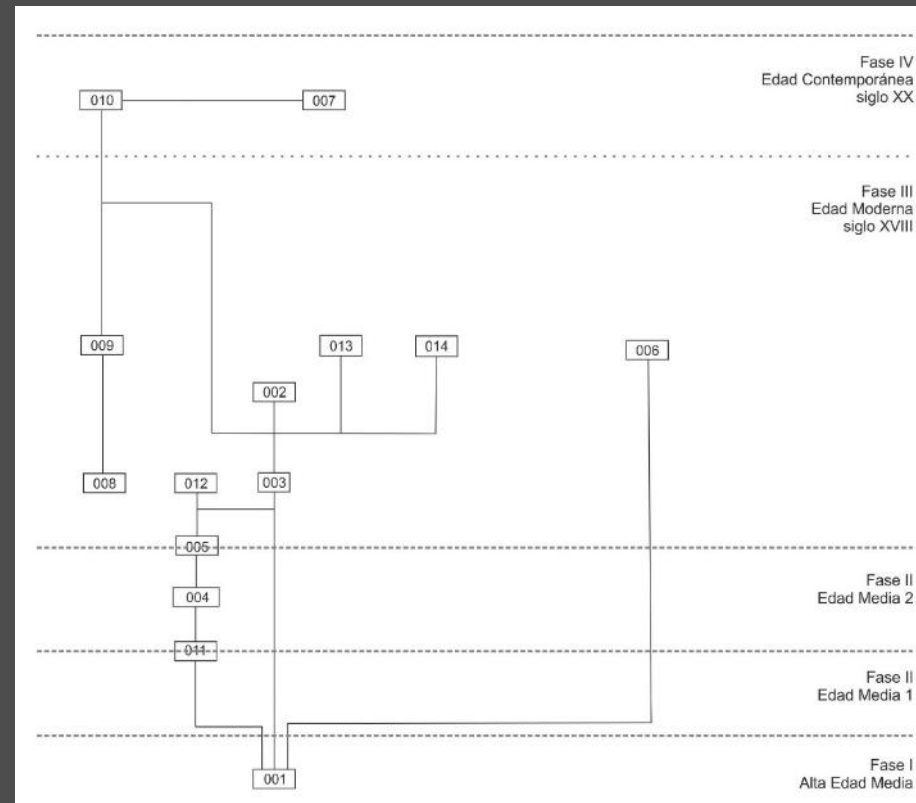 Fase IV
Edad Contemporánea
siglo XX
010
007
Fase III
Edad Moderna
siglo XVIII
009
013
014
006
002
008
012
003
005
Fase II
Edad Media 2
004
011
Fase II
Edad Media 1
Fase I
Alta Edad Media
001